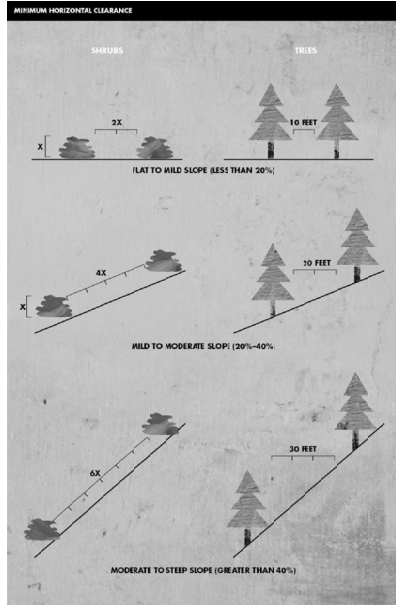 MINIMUM HORIZONTAL CLEARANCE
SHRUBS
TREES
2X
10 FEET
X
FLAT TO MILD SLOPE (LESS THAN 20%)
4X
20 FEET
X
MILD TO MODERATE SLOPE (20%–40%)
6X
30 FEET
MODERATE TO STEEP SLOPE (GREATER THAN 40%)